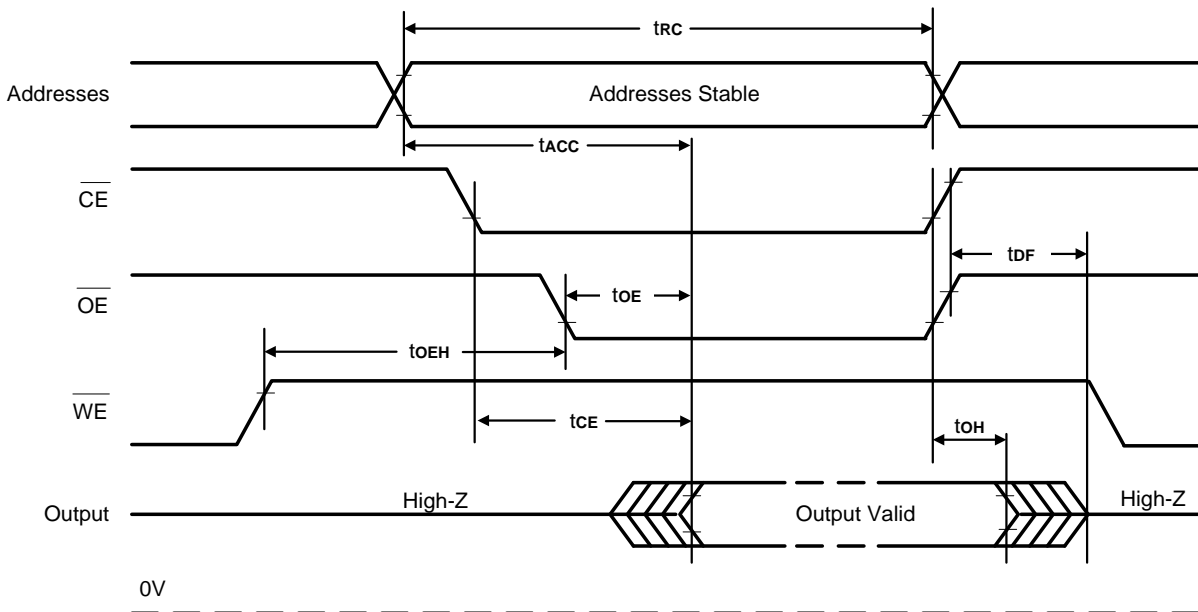 tRC
Addresses
Addresses Stable
tACC
CE
tDF
OE
tOE
tOEH
WE
tCE
tOH
High-Z
High-Z
Output
Output Valid
0V